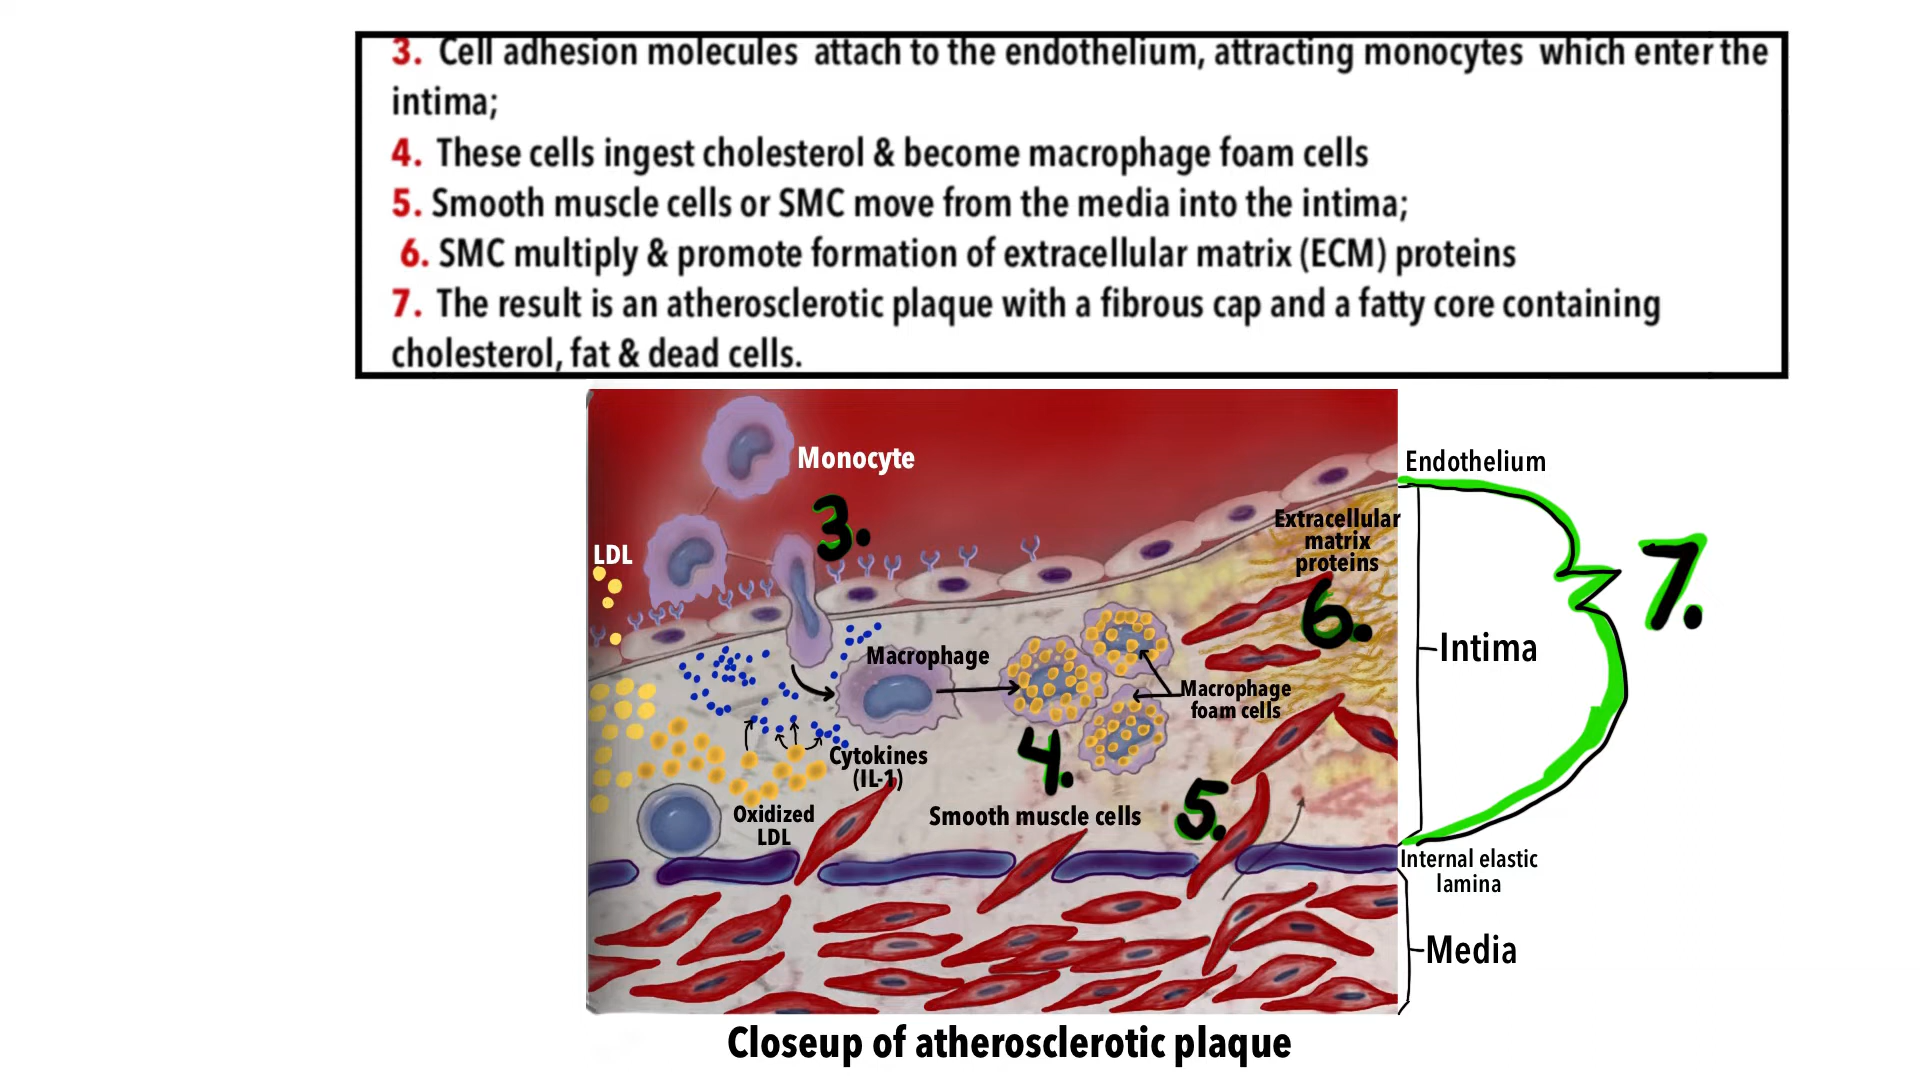 3. Cell adhesion molecules attach to the endothelium, attracting monocytes which enter the
intima;
4. These cells ingest cholesterol & become macrophage foam cells
5. Smooth muscle cells or SMC move from the media into the intima;
6. SMC multiply & promote formation of extracellular matrix (ECM) proteins
7. The result is an atherosclerotic plaque with a fibrous cap and a fatty core containing
cholesterol, fat & dead cells.
Monocyte
Endothelium
3.
Extracellular
matrix
proteins
LDL
7.
6.
Intima
Macrophage
Macrophage
foam cells
4.
Cytokines
(IL-1)
5.
Oxidized
LDL
Smooth muscle cells
Internal elastic
lamina
Media
Closeup of atherosclerotic plaque